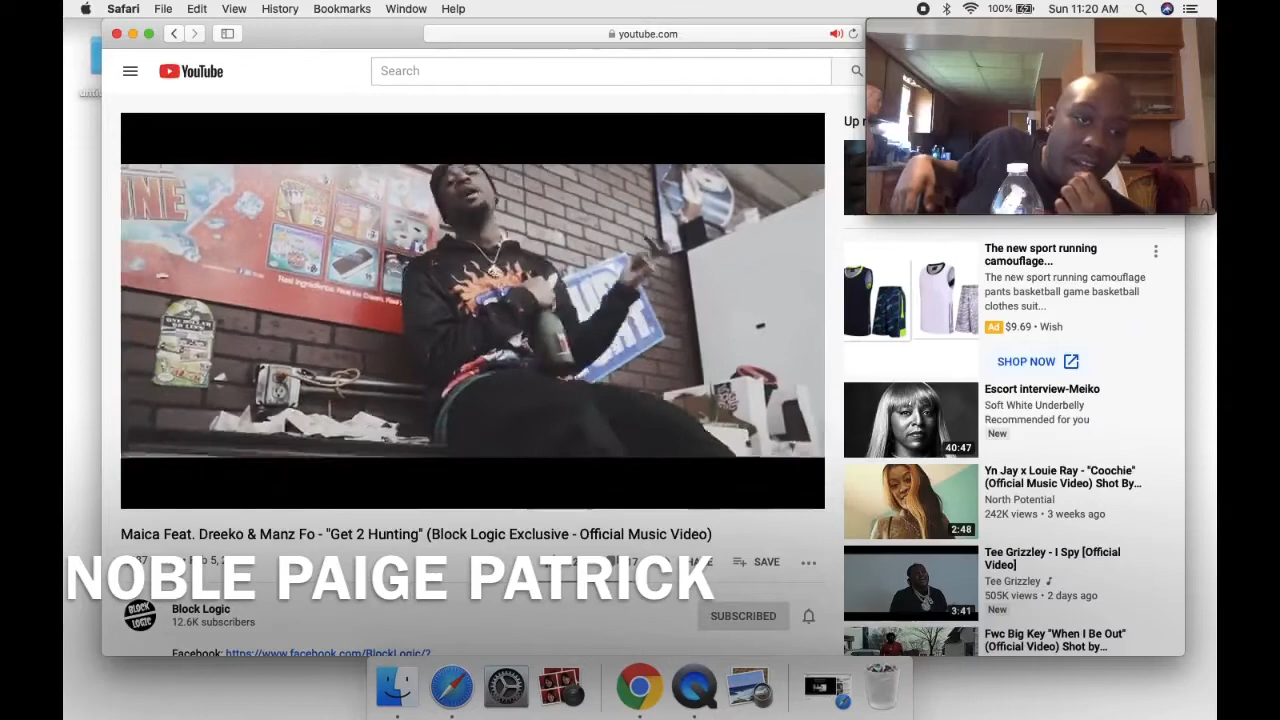 Safari File Edit View History Bookmarks Window Help
100%
Sun 11:20 AM
youtube.com
YouTube
Search
Up
Maica Feat. Dreeko & Manz Fo - "Get 2 Hunting" (Block Logic Exclusive - Official Music Video)
SAVE
NOBLE PAIGE PATRICK
BLOCK
LOGIC
Block Logic
12.6K subscribers
SUBSCRIBED
Facebook: https://www.facebook.com/BlockLogic/?
The new sport running
camouflage...
The new sport running camouflage
pants basketball game basketball
clothes suit...
Ad $9.69 • Wish
SHOP NOW
Escort interview-Meiko
Soft White Underbelly
Recommended for you
New
40:47
Yn Jay x Louie Ray - "Coochie"
(Official Music Video) Shot By...
North Potential
242K views • 3 weeks ago
2:48
Tee Grizzley - I Spy [Official
Video]
Tee Grizzley
505K views • 2 days ago
New
3:41
Fwc Big Key "When I Be Out"
(Official Video) Shot by...